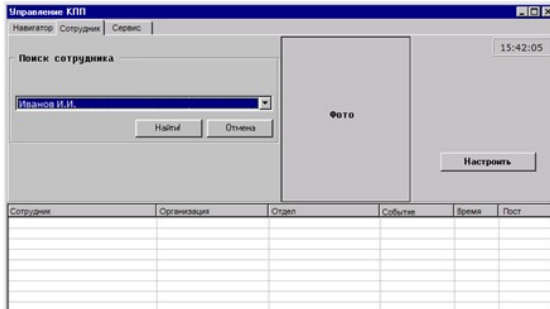 Управление КПП
Навигатор Сотрудник Сервис
15:42:05
Поиск сотрудника
Иванов И.И.
Найти! Отмена
Фото
Настроить
Сотрудник Организация Отдел Событие Время Пост